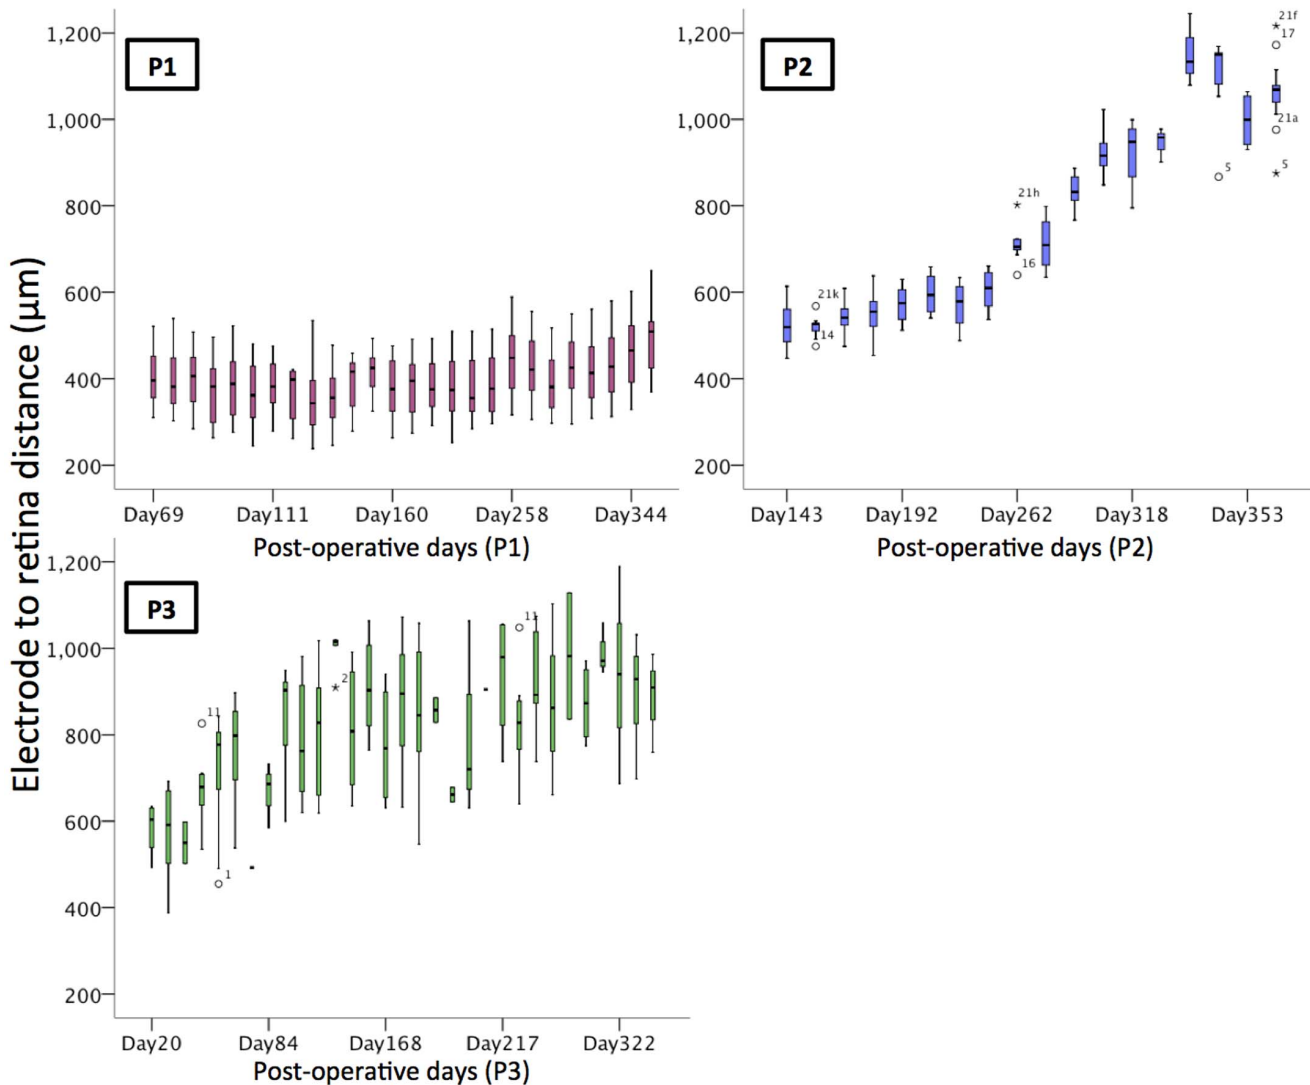 Electrode to retina distance (μm)
P1
1,200
1,000
800
600
400
200
Day69 Day111 Day160 Day258 Day344
Post-operative days (P1)
P2
1,200
1,000
800
600
400
200
21k
14
21h
16
5
21f
17
21a
5
Day143 Day192 Day262 Day318 Day353
Post-operative days (P2)
P3
1,200
1,000
800
600
400
200
11
1
2
11
Day20 Day84 Day168 Day217 Day322
Post-operative days (P3)